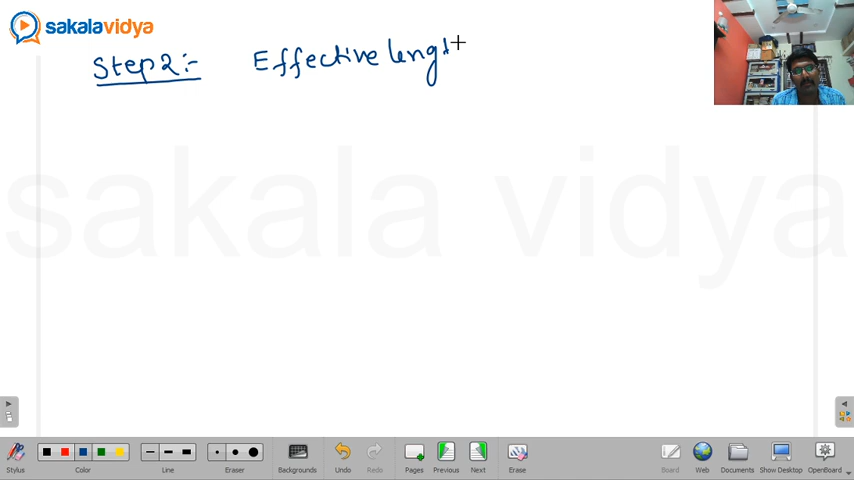 sakalavidya
Step 2:- Effective lengt
sakala vidya
Stylus
Color
Line
Eraser
Backgrounds
Undo
Redo
Pages
Previous
Next
Erase
Board
Web
Documents
Show Desktop
OpenBoard